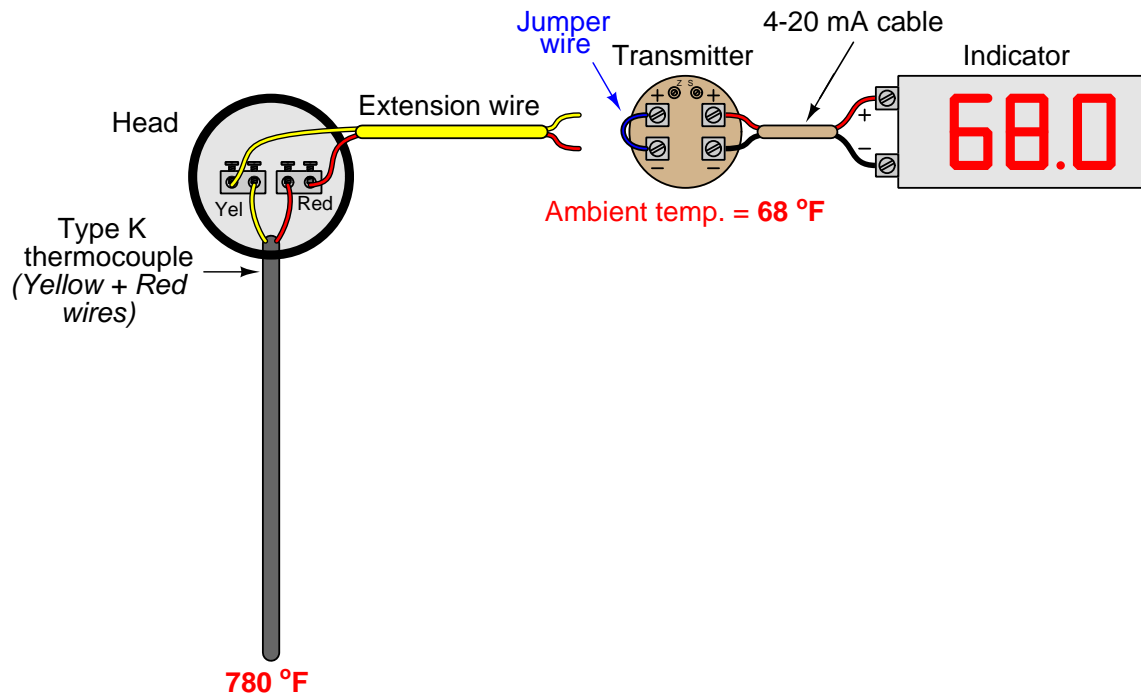 Jumper
wire
4-20 mA cable
Transmitter
Indicator
Head
Extension wire
Z S
+ +
- -
+
-
68.0
Yel
Red
Ambient temp. = 68 °F
Type K
thermocouple
(Yellow + Red
wires)
780 °F